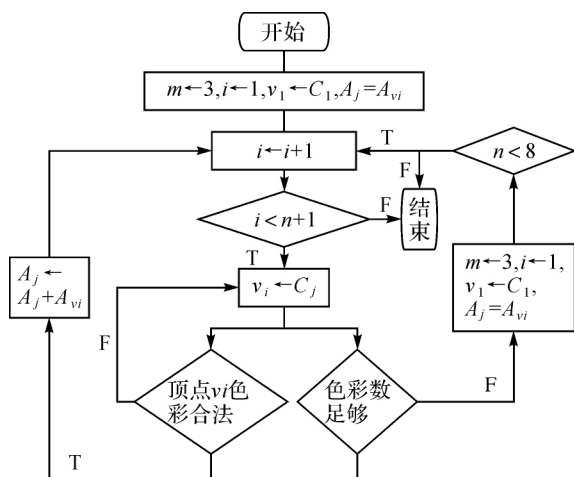 开始
m←3,i←1,v₁←C₁,Aⱼ=Aᵥᵢ
i←i+1
T
n<8
F
i<n+1
F
结
束
T
Aⱼ←
Aⱼ+Aᵥᵢ
vᵢ←Cⱼ
m←3,i←1,
v₁←C₁,
Aⱼ=Aᵥᵢ
F
顶点vi色
彩合法
色彩数
足够
F
T